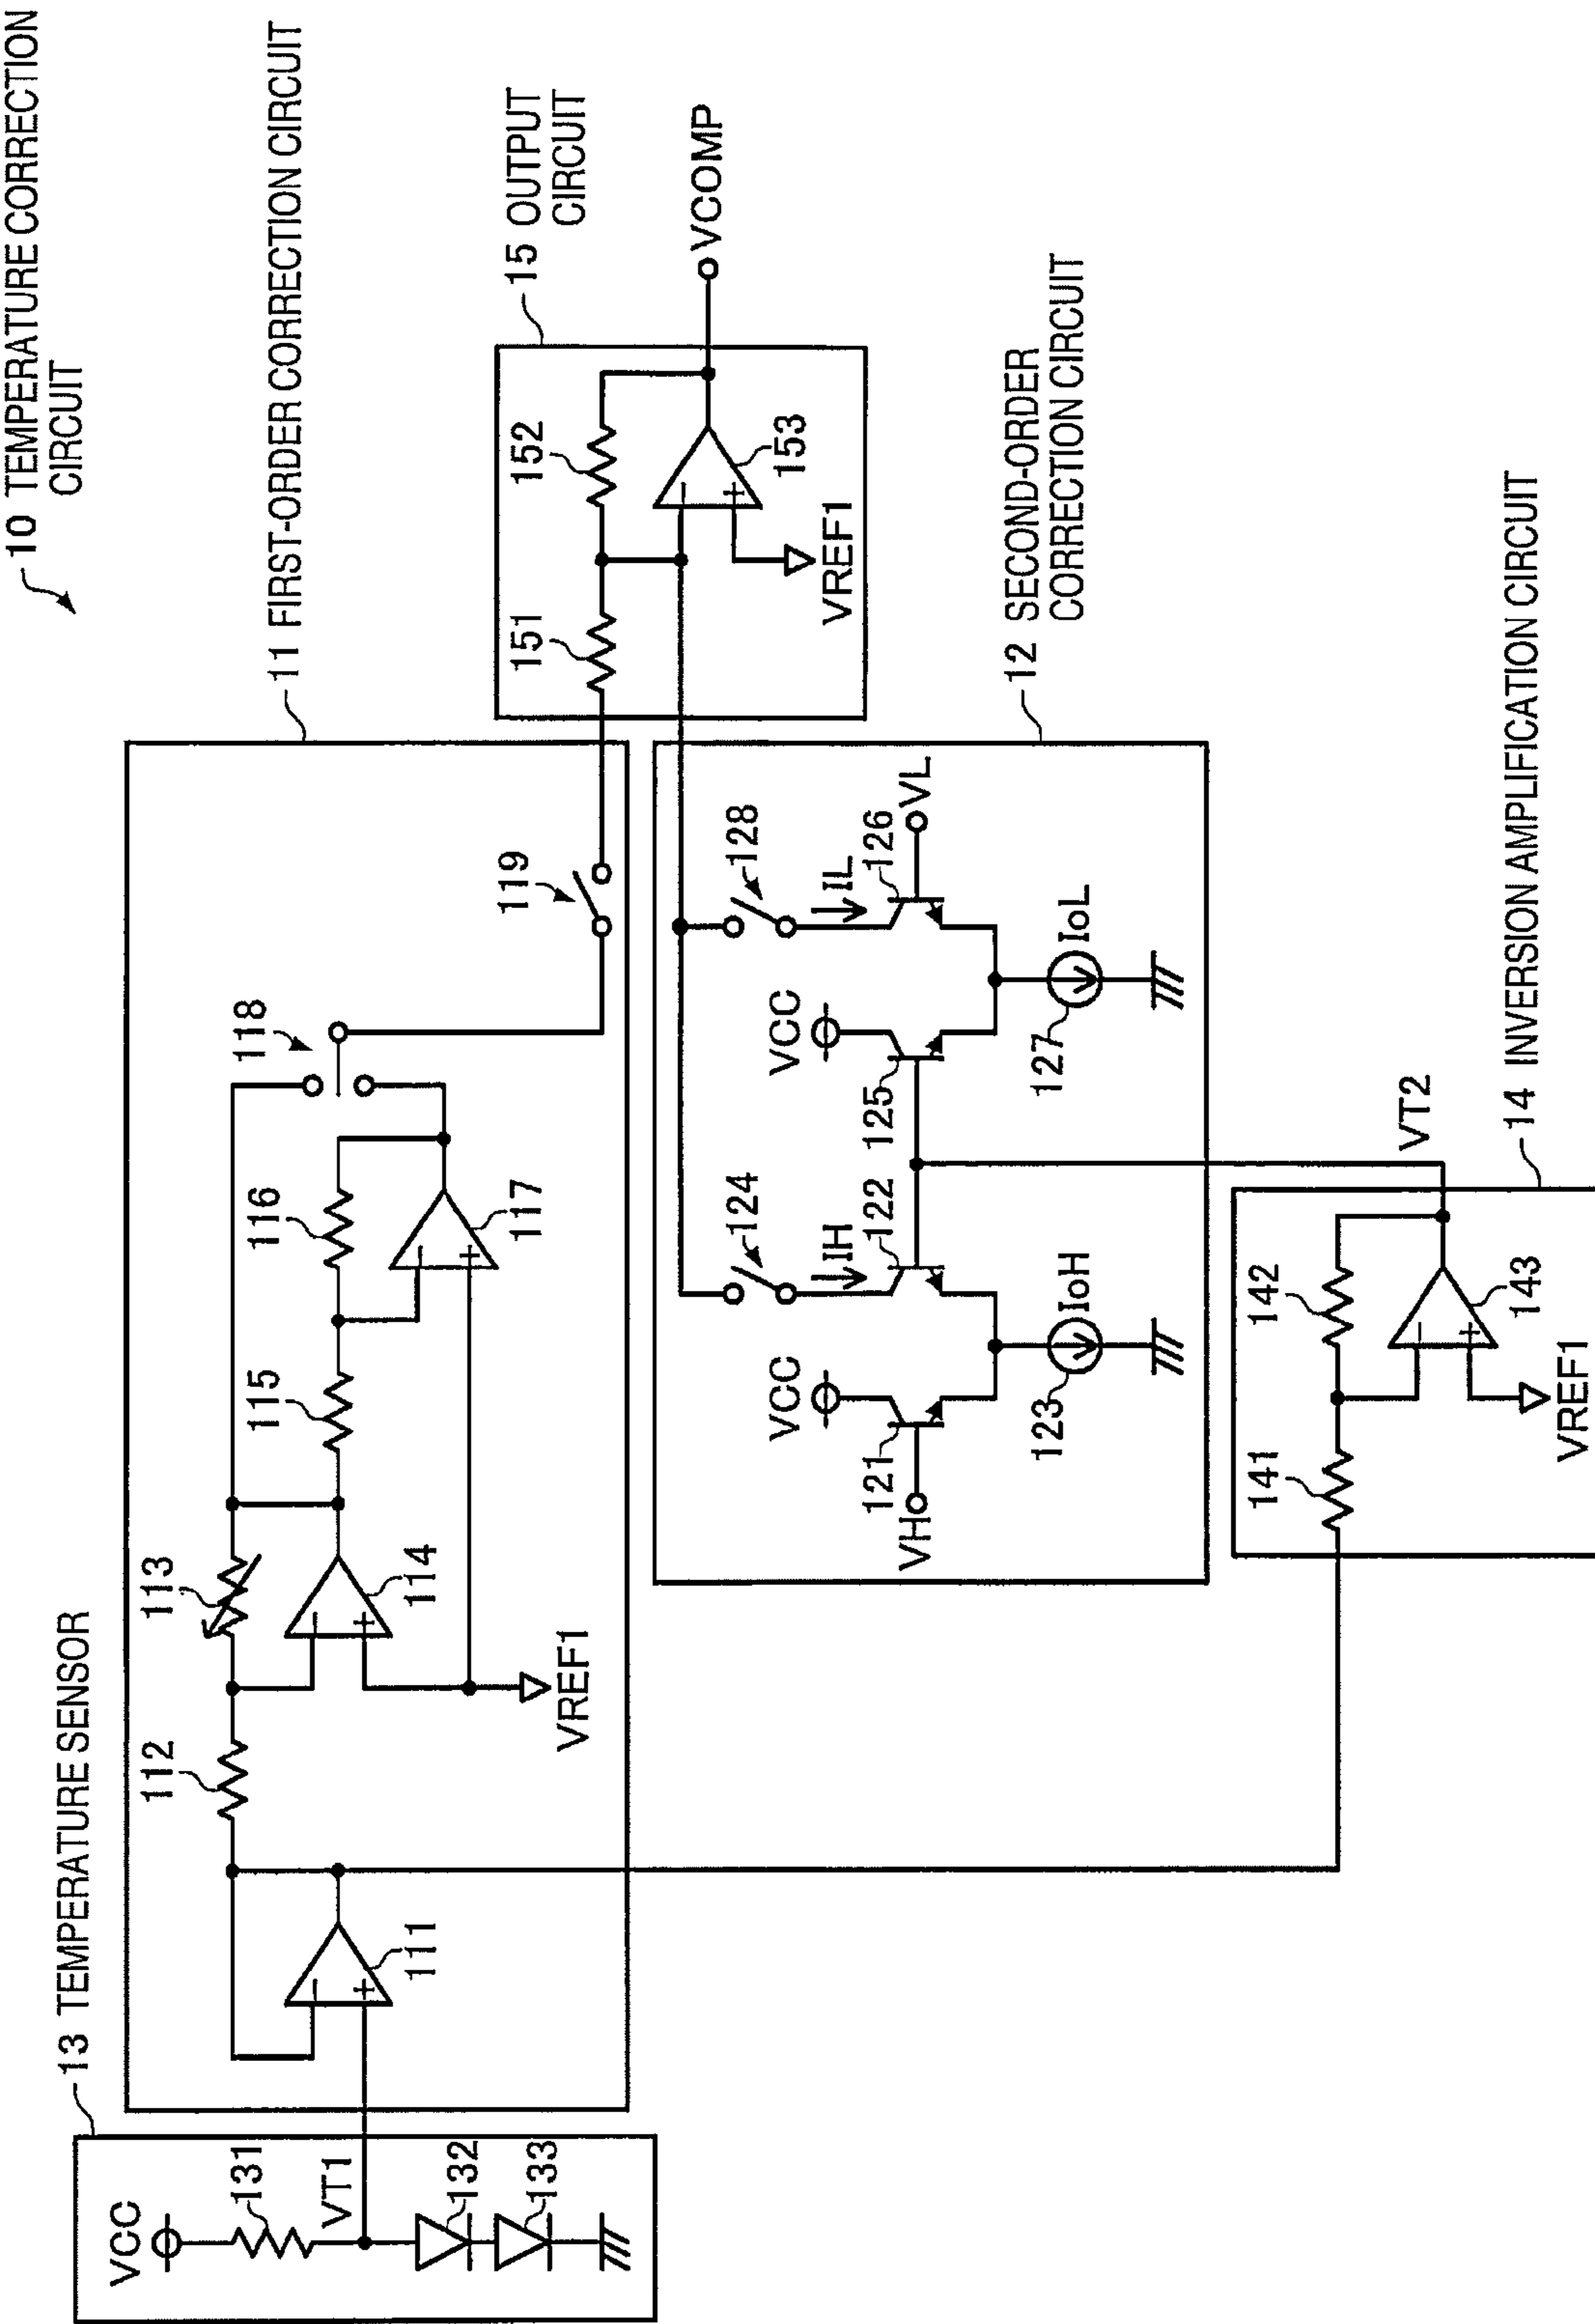 10 TEMPERATURE CORRECTION
CIRCUIT
13 TEMPERATURE SENSOR
VCC
131
VT1
132
133
11 FIRST-ORDER CORRECTION CIRCUIT
111
112
113
114
VREF1
115
116
117
118
119
15 OUTPUT
CIRCUIT
151
152
153
VREF1
VCOMP
12 SECOND-ORDER
CORRECTION CIRCUIT
VH
121
VCC
122
123
IoH
124
IH
125
VCC
126
127
IoL
128
IL
VL
14 INVERSION AMPLIFICATION CIRCUIT
141
142
143
VREF1
VT2